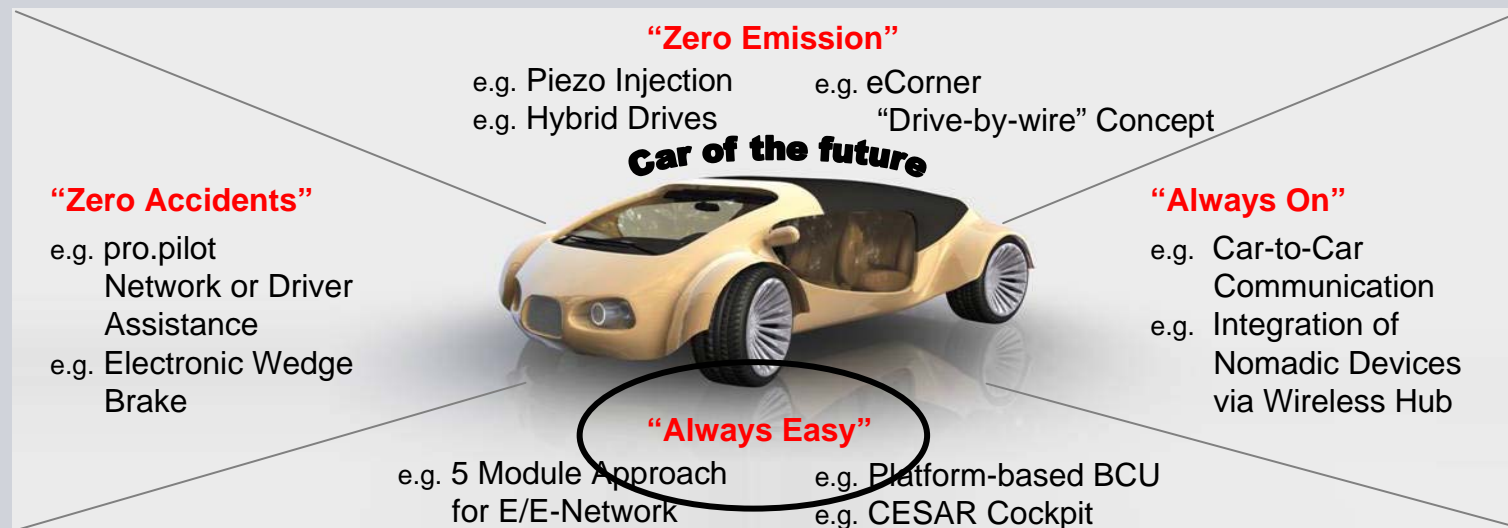 “Zero Emission”
e.g. Piezo Injection
e.g. Hybrid Drives
e.g. eCorner
“Drive-by-wire” Concept
Car of the future
“Zero Accidents”
e.g. pro.pilot
Network or Driver
Assistance
e.g. Electronic Wedge
Brake
“Always On”
e.g. Car-to-Car
Communication
e.g. Integration of
Nomadic Devices
via Wireless Hub
“Always Easy”
e.g. 5 Module Approach
for E/E-Network
e.g. Platform-based BCU
e.g. CESAR Cockpit